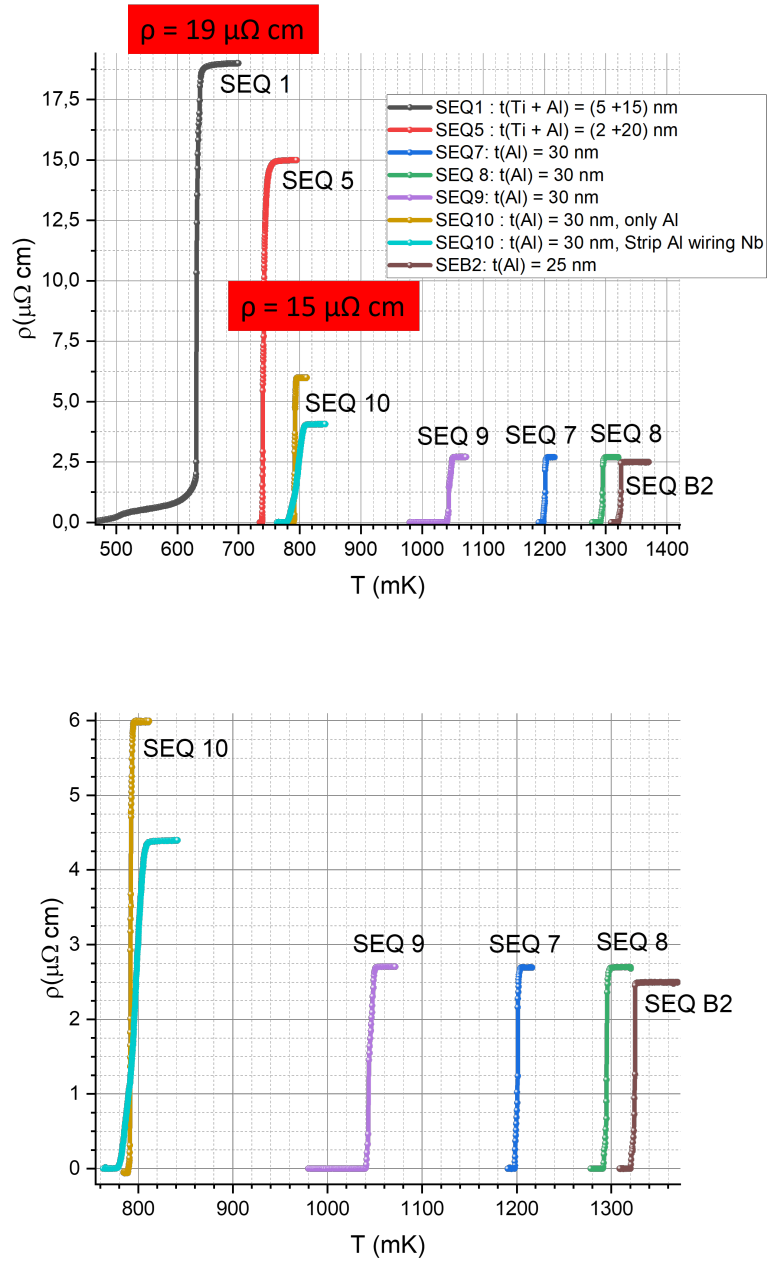 ρ = 19 µΩ cm
SEQ 1
SEQ1 : t(Ti + Al) = (5 +15) nm
SEQ5 : t(Ti + Al) = (2 +20) nm
SEQ7: t(Al) = 30 nm
SEQ 8: t(Al) = 30 nm
SEQ9: t(Al) = 30 nm
SEQ10 : t(Al) = 30 nm, only Al
SEQ10 : t(Al) = 30 nm, Strip Al wiring Nb
SEB2: t(Al) = 25 nm
SEQ 5
ρ = 15 µΩ cm
SEQ 10
SEQ 9
SEQ 7
SEQ 8
SEQ B2
17,5
15,0
12,5
10,0
7,5
5,0
2,5
0,0
ρ(µΩ cm)
500 600 700 800 900 1000 1100 1200 1300 1400
T (mK)
SEQ 10
SEQ 9
SEQ 7
SEQ 8
SEQ B2
6
5
4
3
2
1
0
ρ(µΩ cm)
800 900 1000 1100 1200 1300
T (mK)